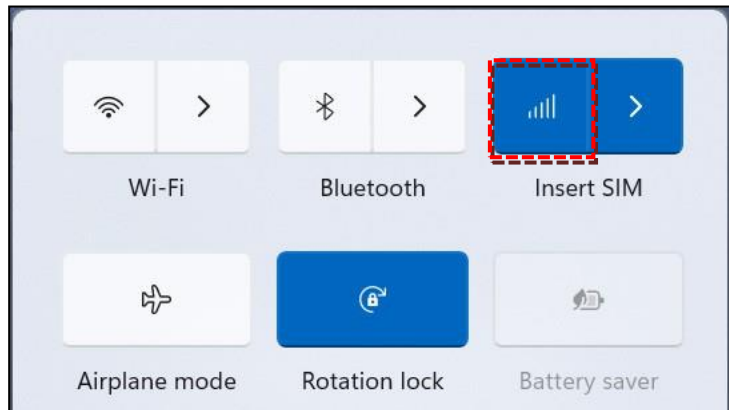 Wi-Fi
Bluetooth
Insert SIM
Airplane mode
Rotation lock
Battery saver